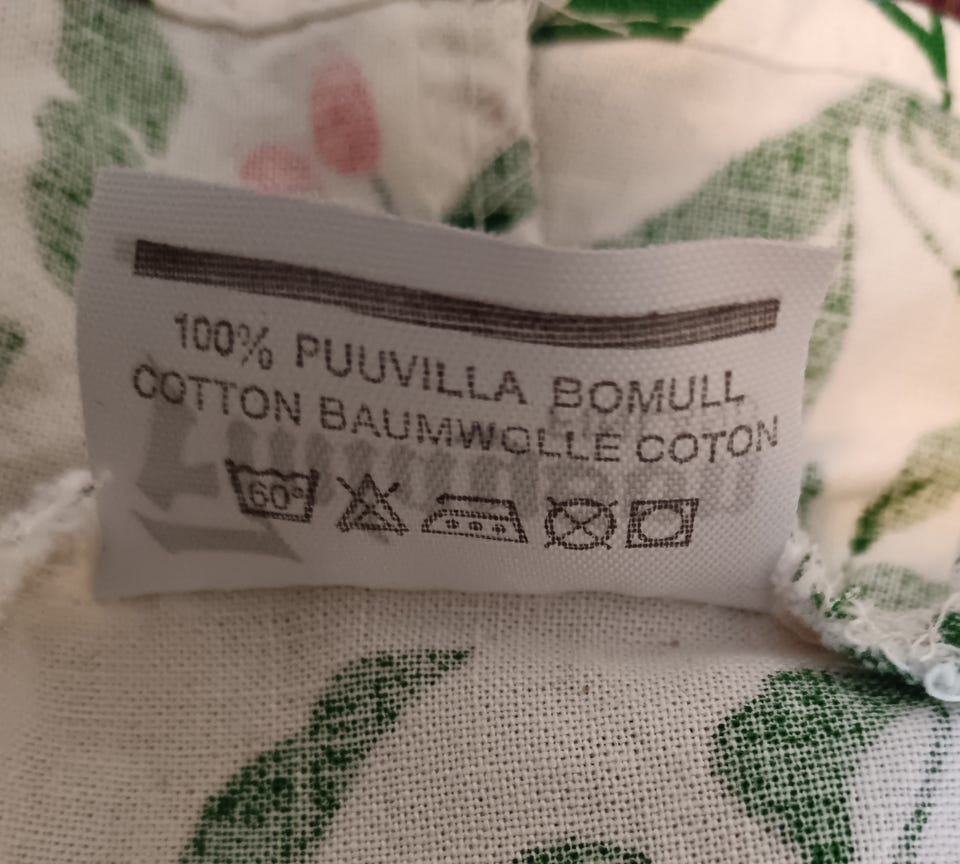 100% PUUVILLA BOMULL
COTTON BAUMWOLLE COTON
60°